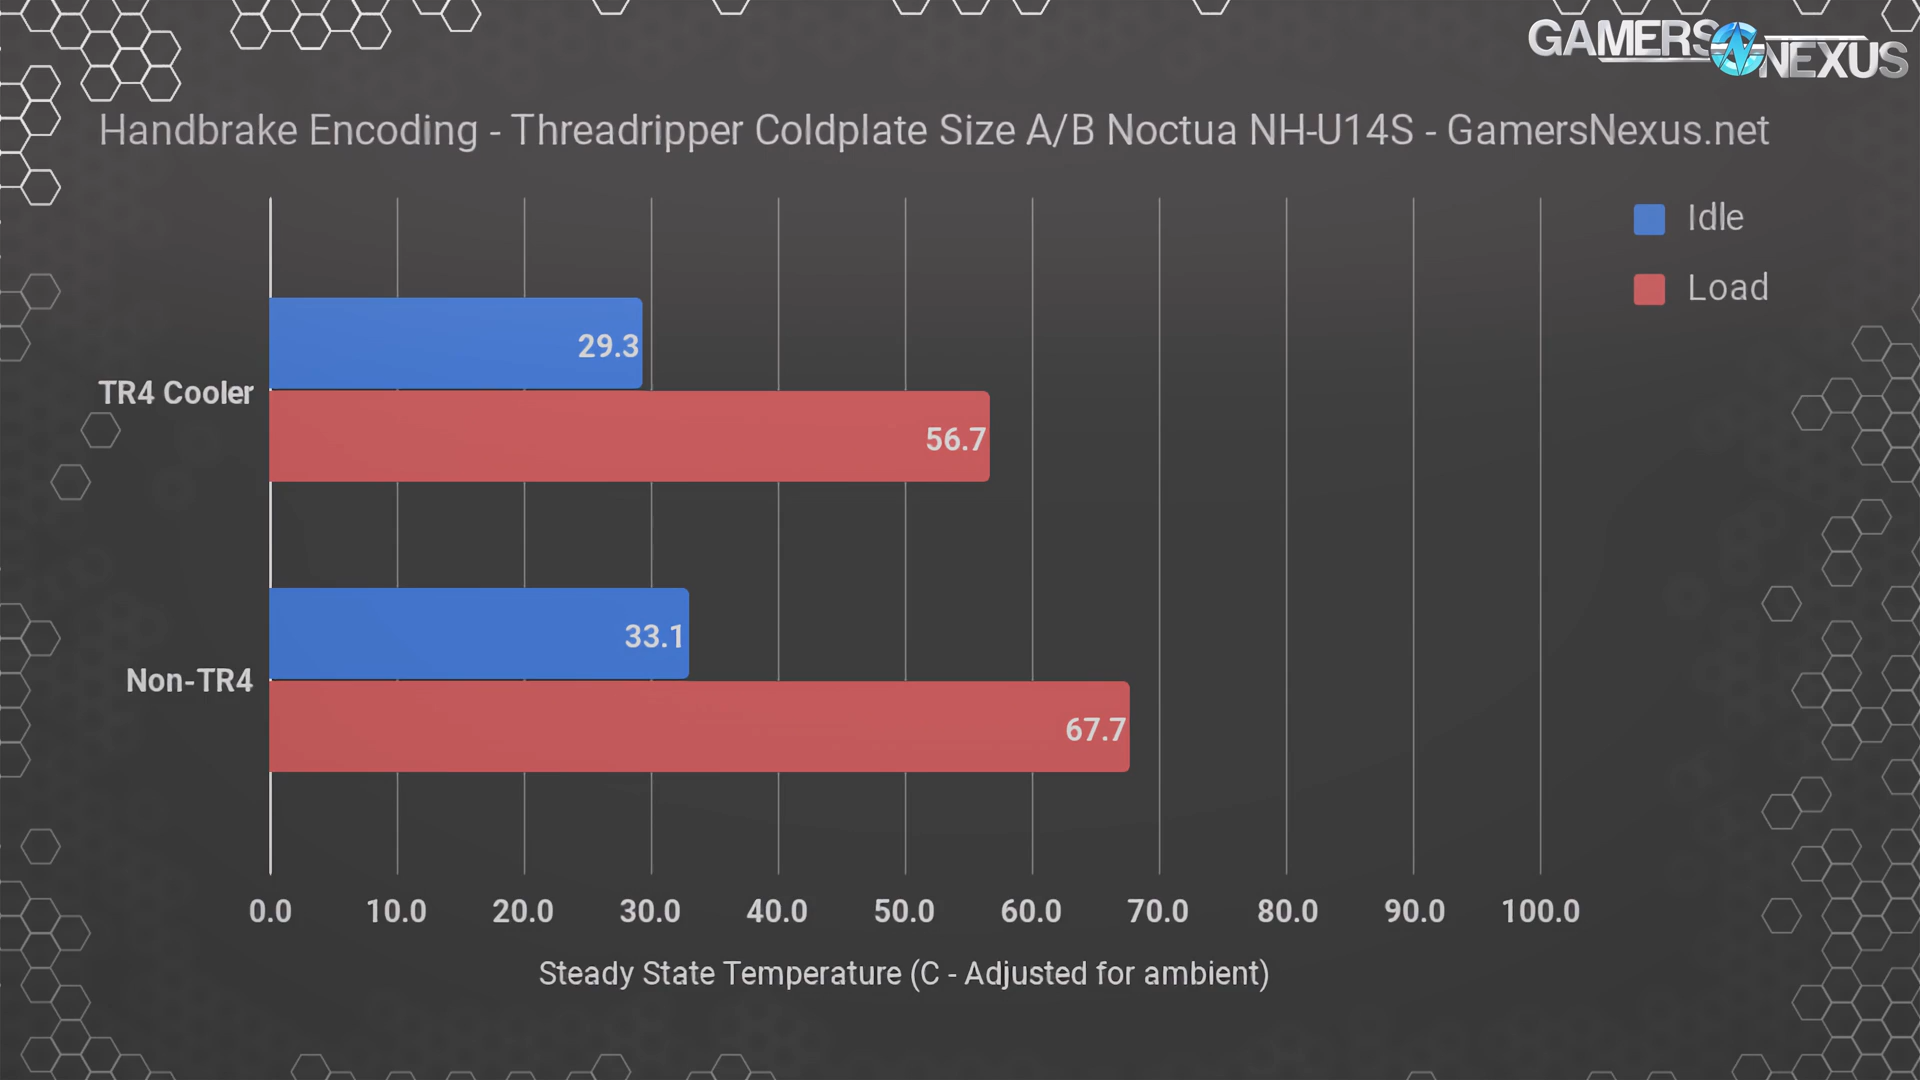 GAMERS NEXUS
Handbrake Encoding - Threadripper Coldplate Size A/B Noctua NH-U14S - GamersNexus.net
Idle
Load
TR4 Cooler
29.3
56.7
Non-TR4
33.1
67.7
0.0 10.0 20.0 30.0 40.0 50.0 60.0 70.0 80.0 90.0 100.0
Steady State Temperature (C - Adjusted for ambient)